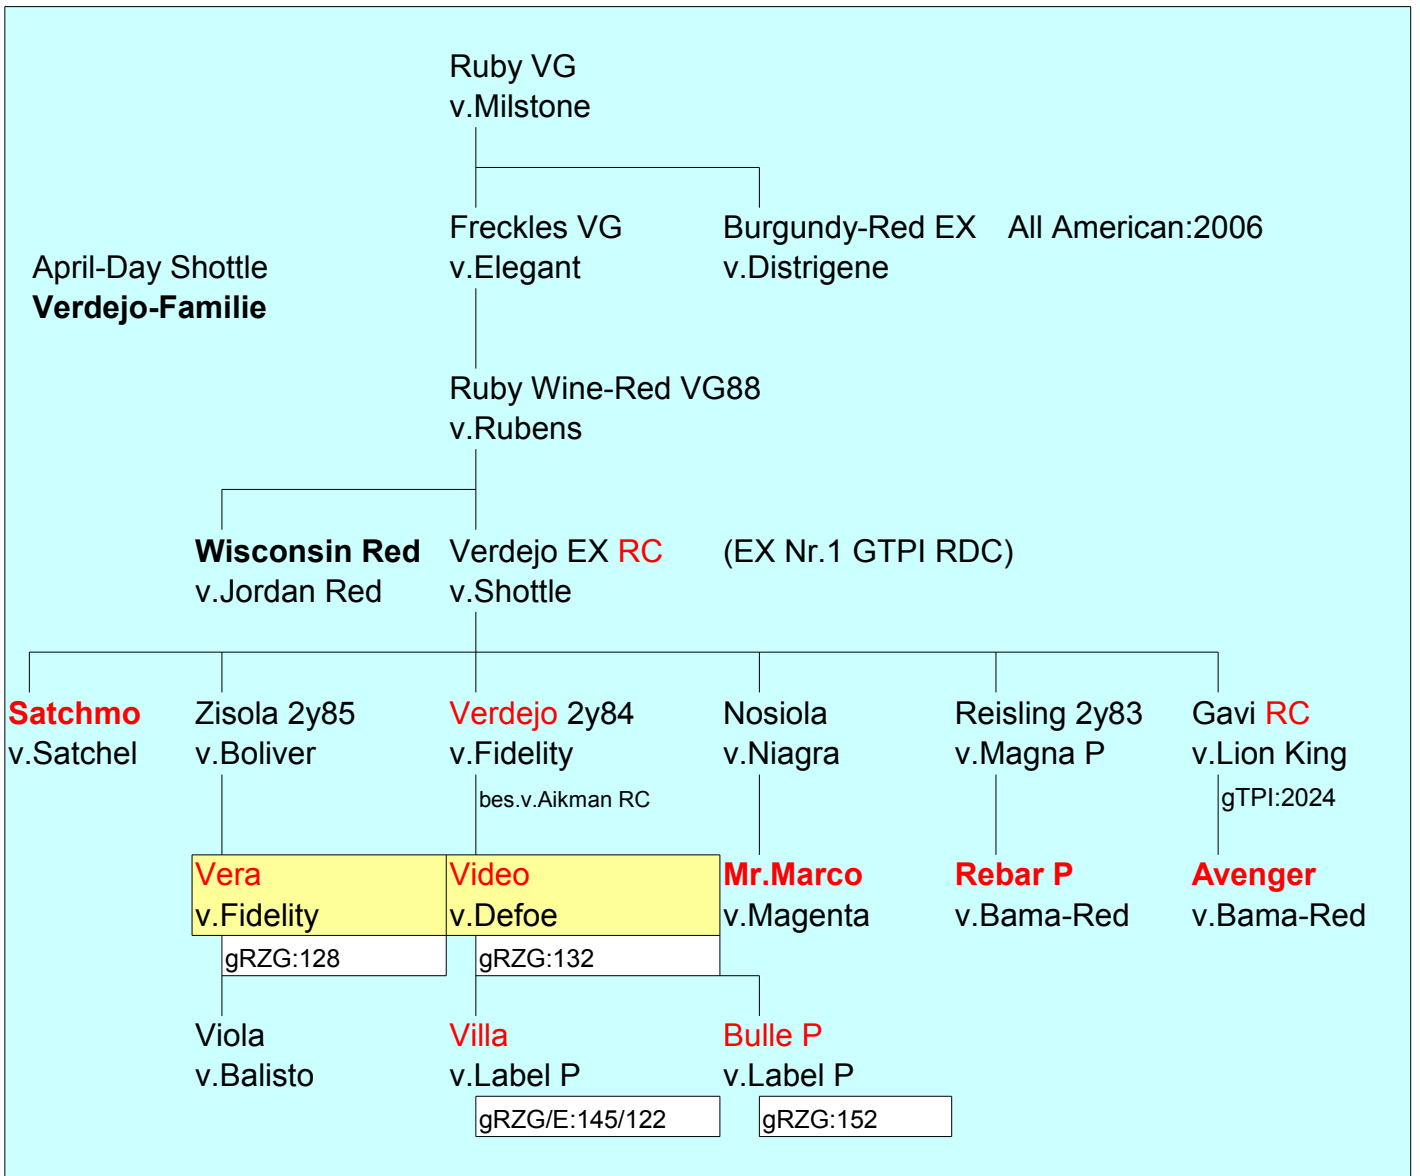 Ruby VG
v.Milstone
Freckles VG
v.Elegant
Burgundy-Red EX All American:2006
v.Distrigene
April-Day Shottle
Verdejo-Familie
Ruby Wine-Red VG88
v.Rubens
Wisconsin Red
v.Jordan Red
Verdejo EX RC (EX Nr.1 GTPI RDC)
v.Shottle
Satchmo
v.Satchel
Zisola 2y85
v.Boliver
Verdejo 2y84
v.Fidelity
bes.v.Aikman RC
Nosiola
v.Niagra
Reisling 2y83
v.Magna P
Gavi RC
v.Lion King
gTPI:2024
Vera
v.Fidelity
gRZG:128
Video
v.Defoe
gRZG:132
Mr.Marco
v.Magenta
Rebar P
v.Bama-Red
Avenger
v.Bama-Red
Viola
v.Balisto
Villa
v.Label P
gRZG/E:145/122
Bulle P
v.Label P
gRZG:152